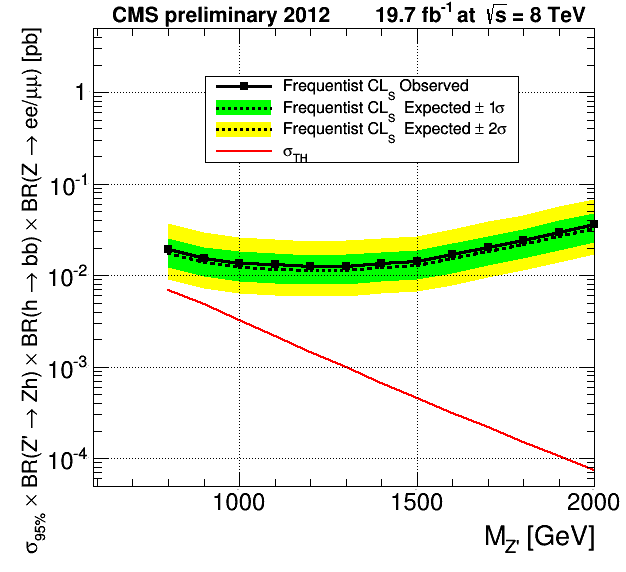 CMS preliminary 2012 19.7 fb⁻¹ at √s = 8 TeV
σ95% × BR(Z' → Zh) × BR(h → bb) × BR(Z → ee/μμ) [pb]
Frequentist CLS Observed
Frequentist CLS Expected ± 1σ
Frequentist CLS Expected ± 2σ
σTH
1
10⁻¹
10⁻²
10⁻³
10⁻⁴
1000 1500 2000
MZ' [GeV]